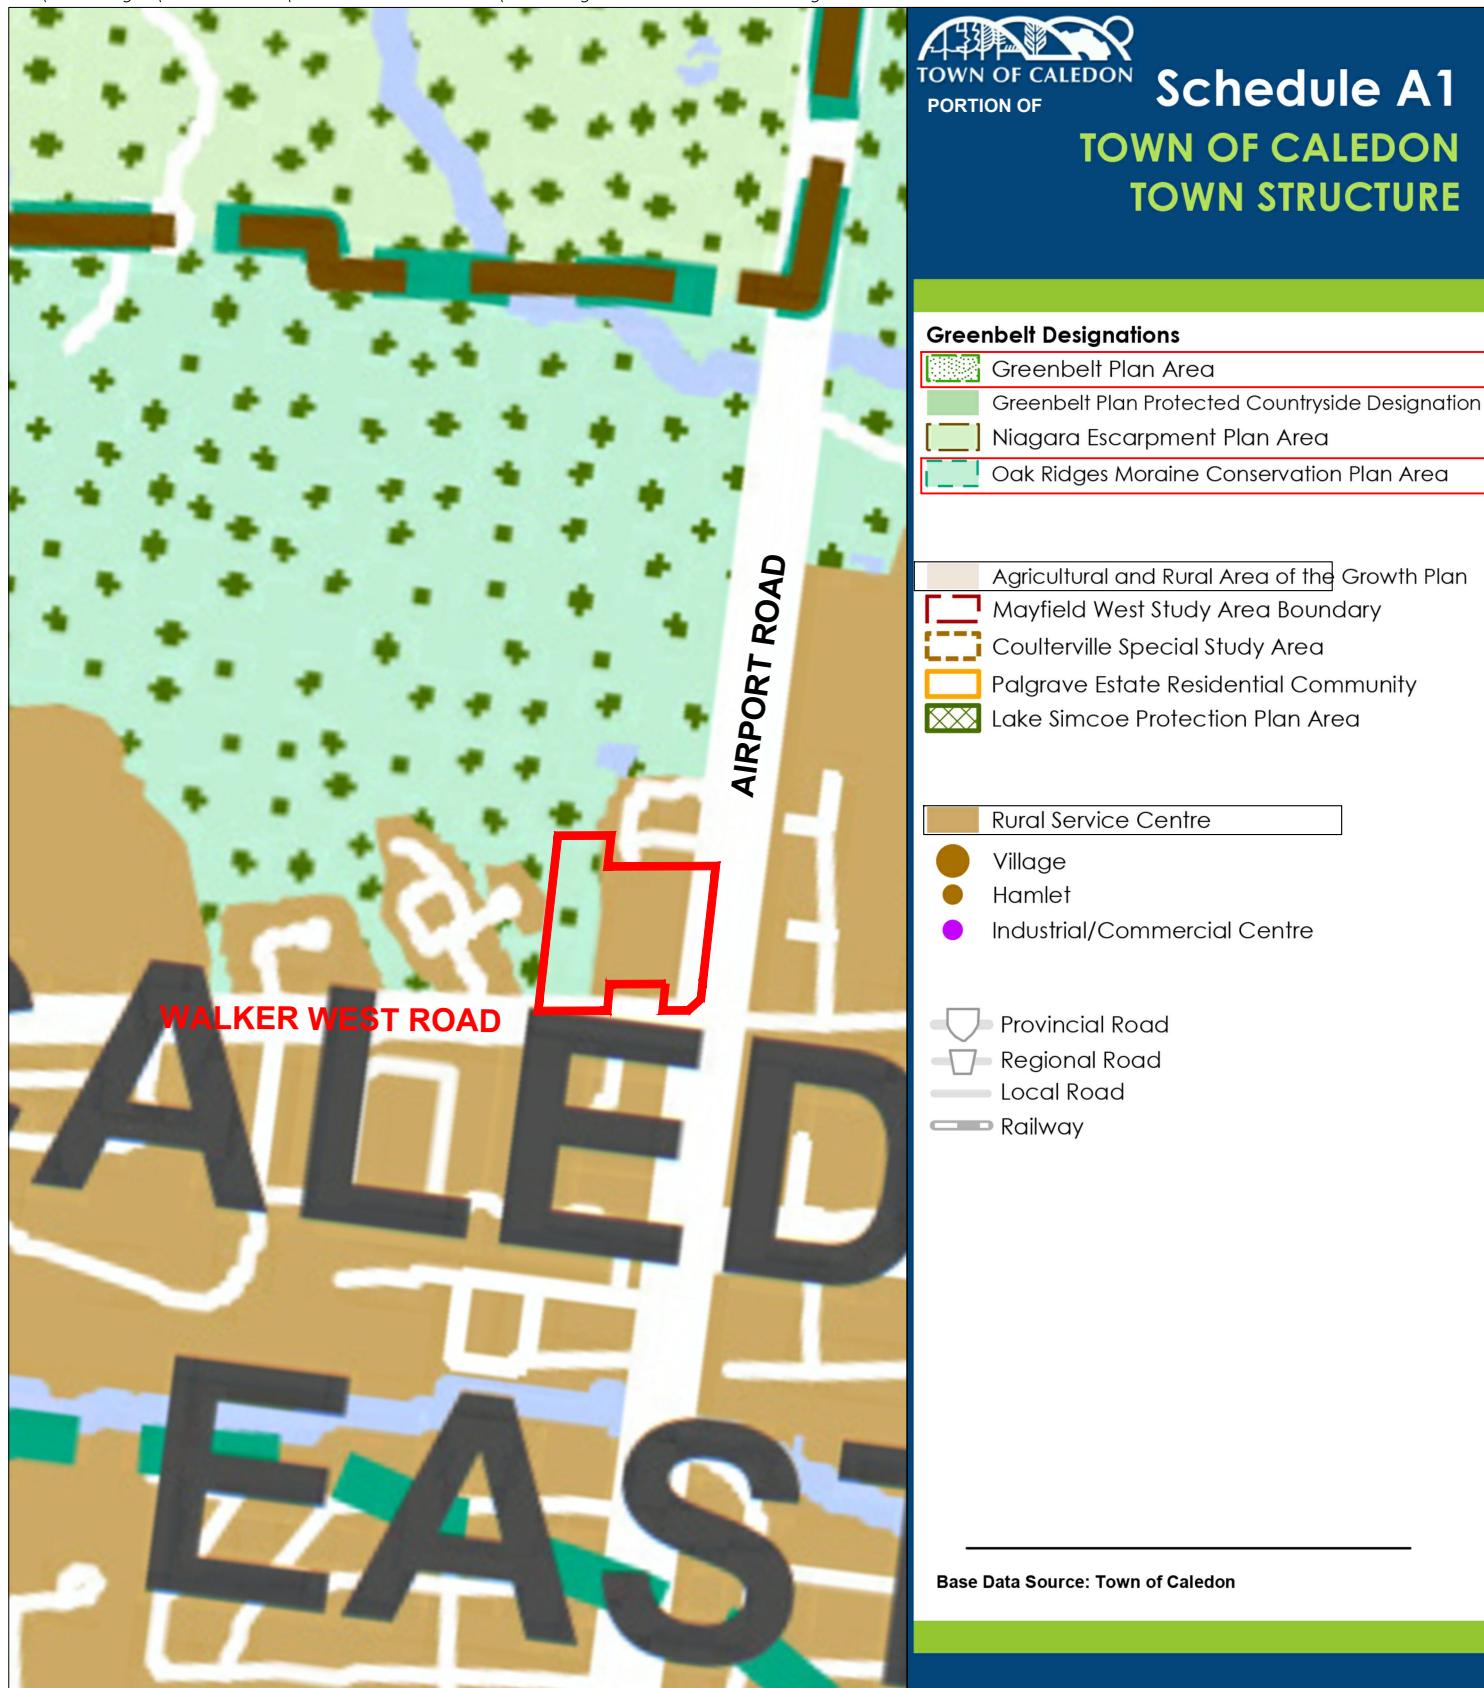 TOWN OF CALEDON
PORTION OF
Schedule A1
TOWN OF CALEDON
TOWN STRUCTURE
Greenbelt Designations
Greenbelt Plan Area
Greenbelt Plan Protected Countryside Designation
Niagara Escarpment Plan Area
Oak Ridges Moraine Conservation Plan Area
Agricultural and Rural Area of the Growth Plan
Mayfield West Study Area Boundary
Coulterville Special Study Area
Palgrave Estate Residential Community
Lake Simcoe Protection Plan Area
Rural Service Centre
Village
Hamlet
Industrial/Commercial Centre
Provincial Road
Regional Road
Local Road
Railway
Base Data Source: Town of Caledon
AIRPORT ROAD
WALKER WEST ROAD
ALED
EAS